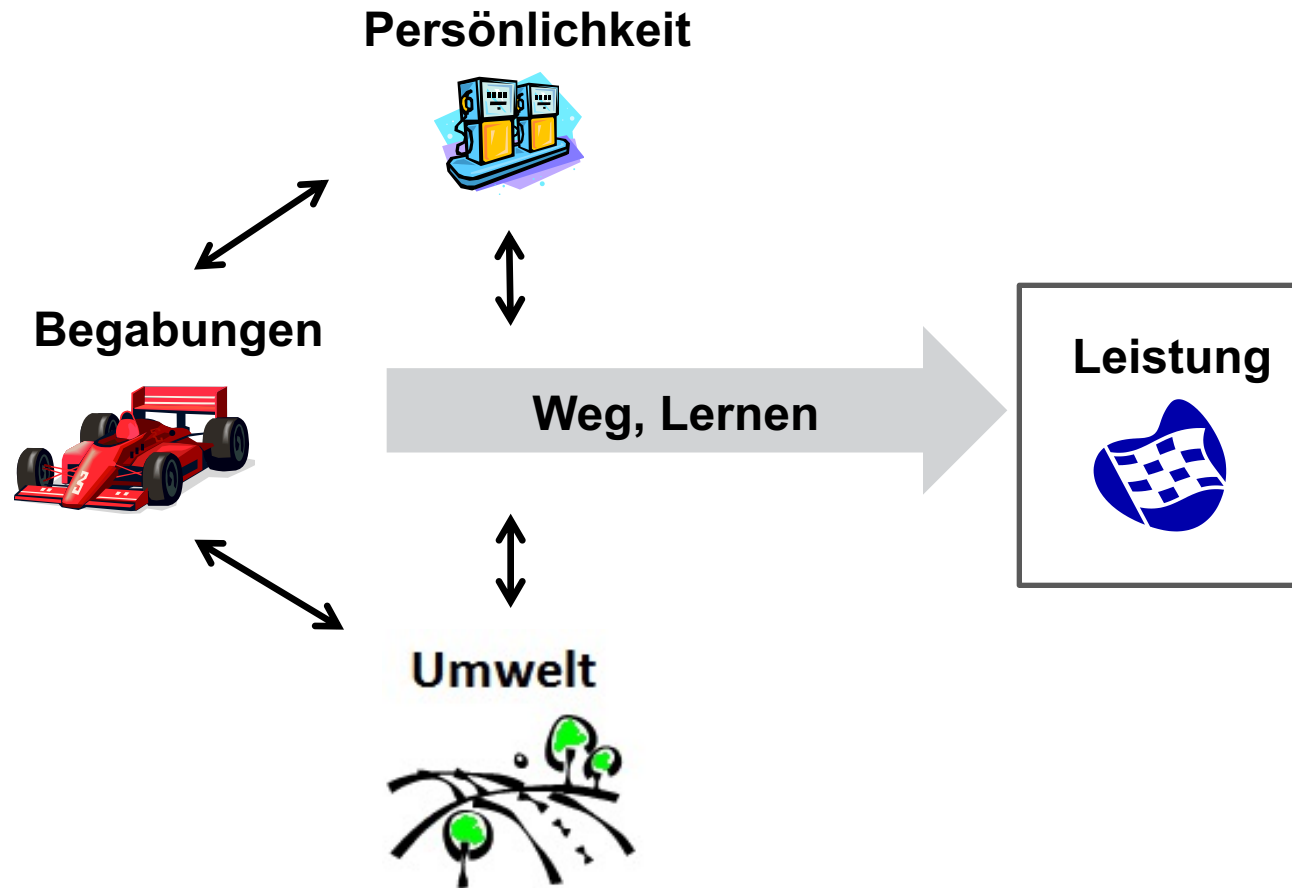 Persönlichkeit
Begabungen
Weg, Lernen
Leistung
Umwelt